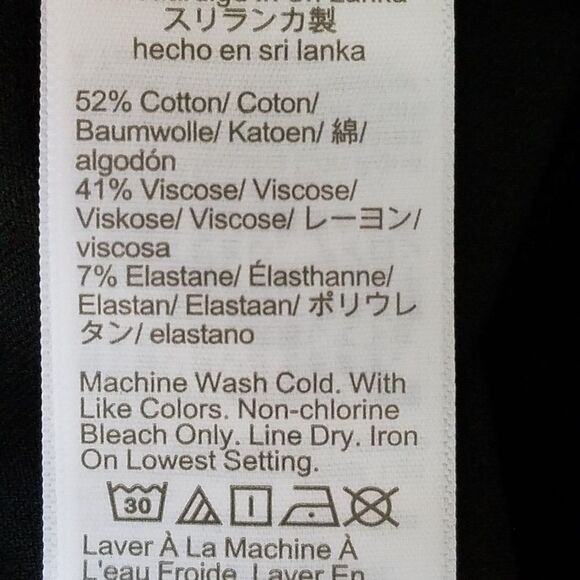 スリランカ製
hecho en sri lanka
52% Cotton/ Coton/
Baumwolle/ Katoen/ 綿/
algodón
41% Viscose/ Viscose/
Viskose/ Viscose/ レーヨン/
viscosa
7% Elastane/ Élasthanne/
Elastan/ Elastaan/ ポリウレ
タン/ elastano
Machine Wash Cold. With
Like Colors. Non-chlorine
Bleach Only. Line Dry. Iron
On Lowest Setting.
30
Laver À La Machine À
L'eau Froide. Laver En